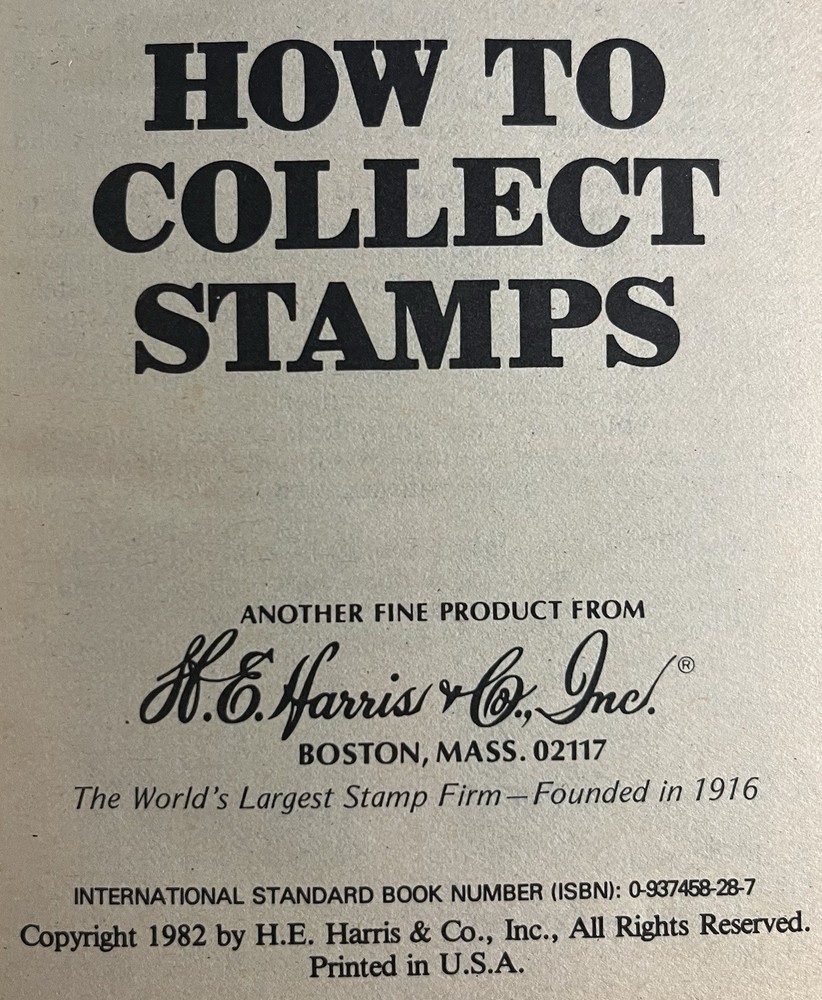 HOW TO
COLLECT
STAMPS
ANOTHER FINE PRODUCT FROM
H.E. Harris & Co., Inc.®
BOSTON, MASS. 02117
The World's Largest Stamp Firm—Founded in 1916
INTERNATIONAL STANDARD BOOK NUMBER (ISBN): 0-937458-28-7
Copyright 1982 by H.E. Harris & Co., Inc., All Rights Reserved.
Printed in U.S.A.